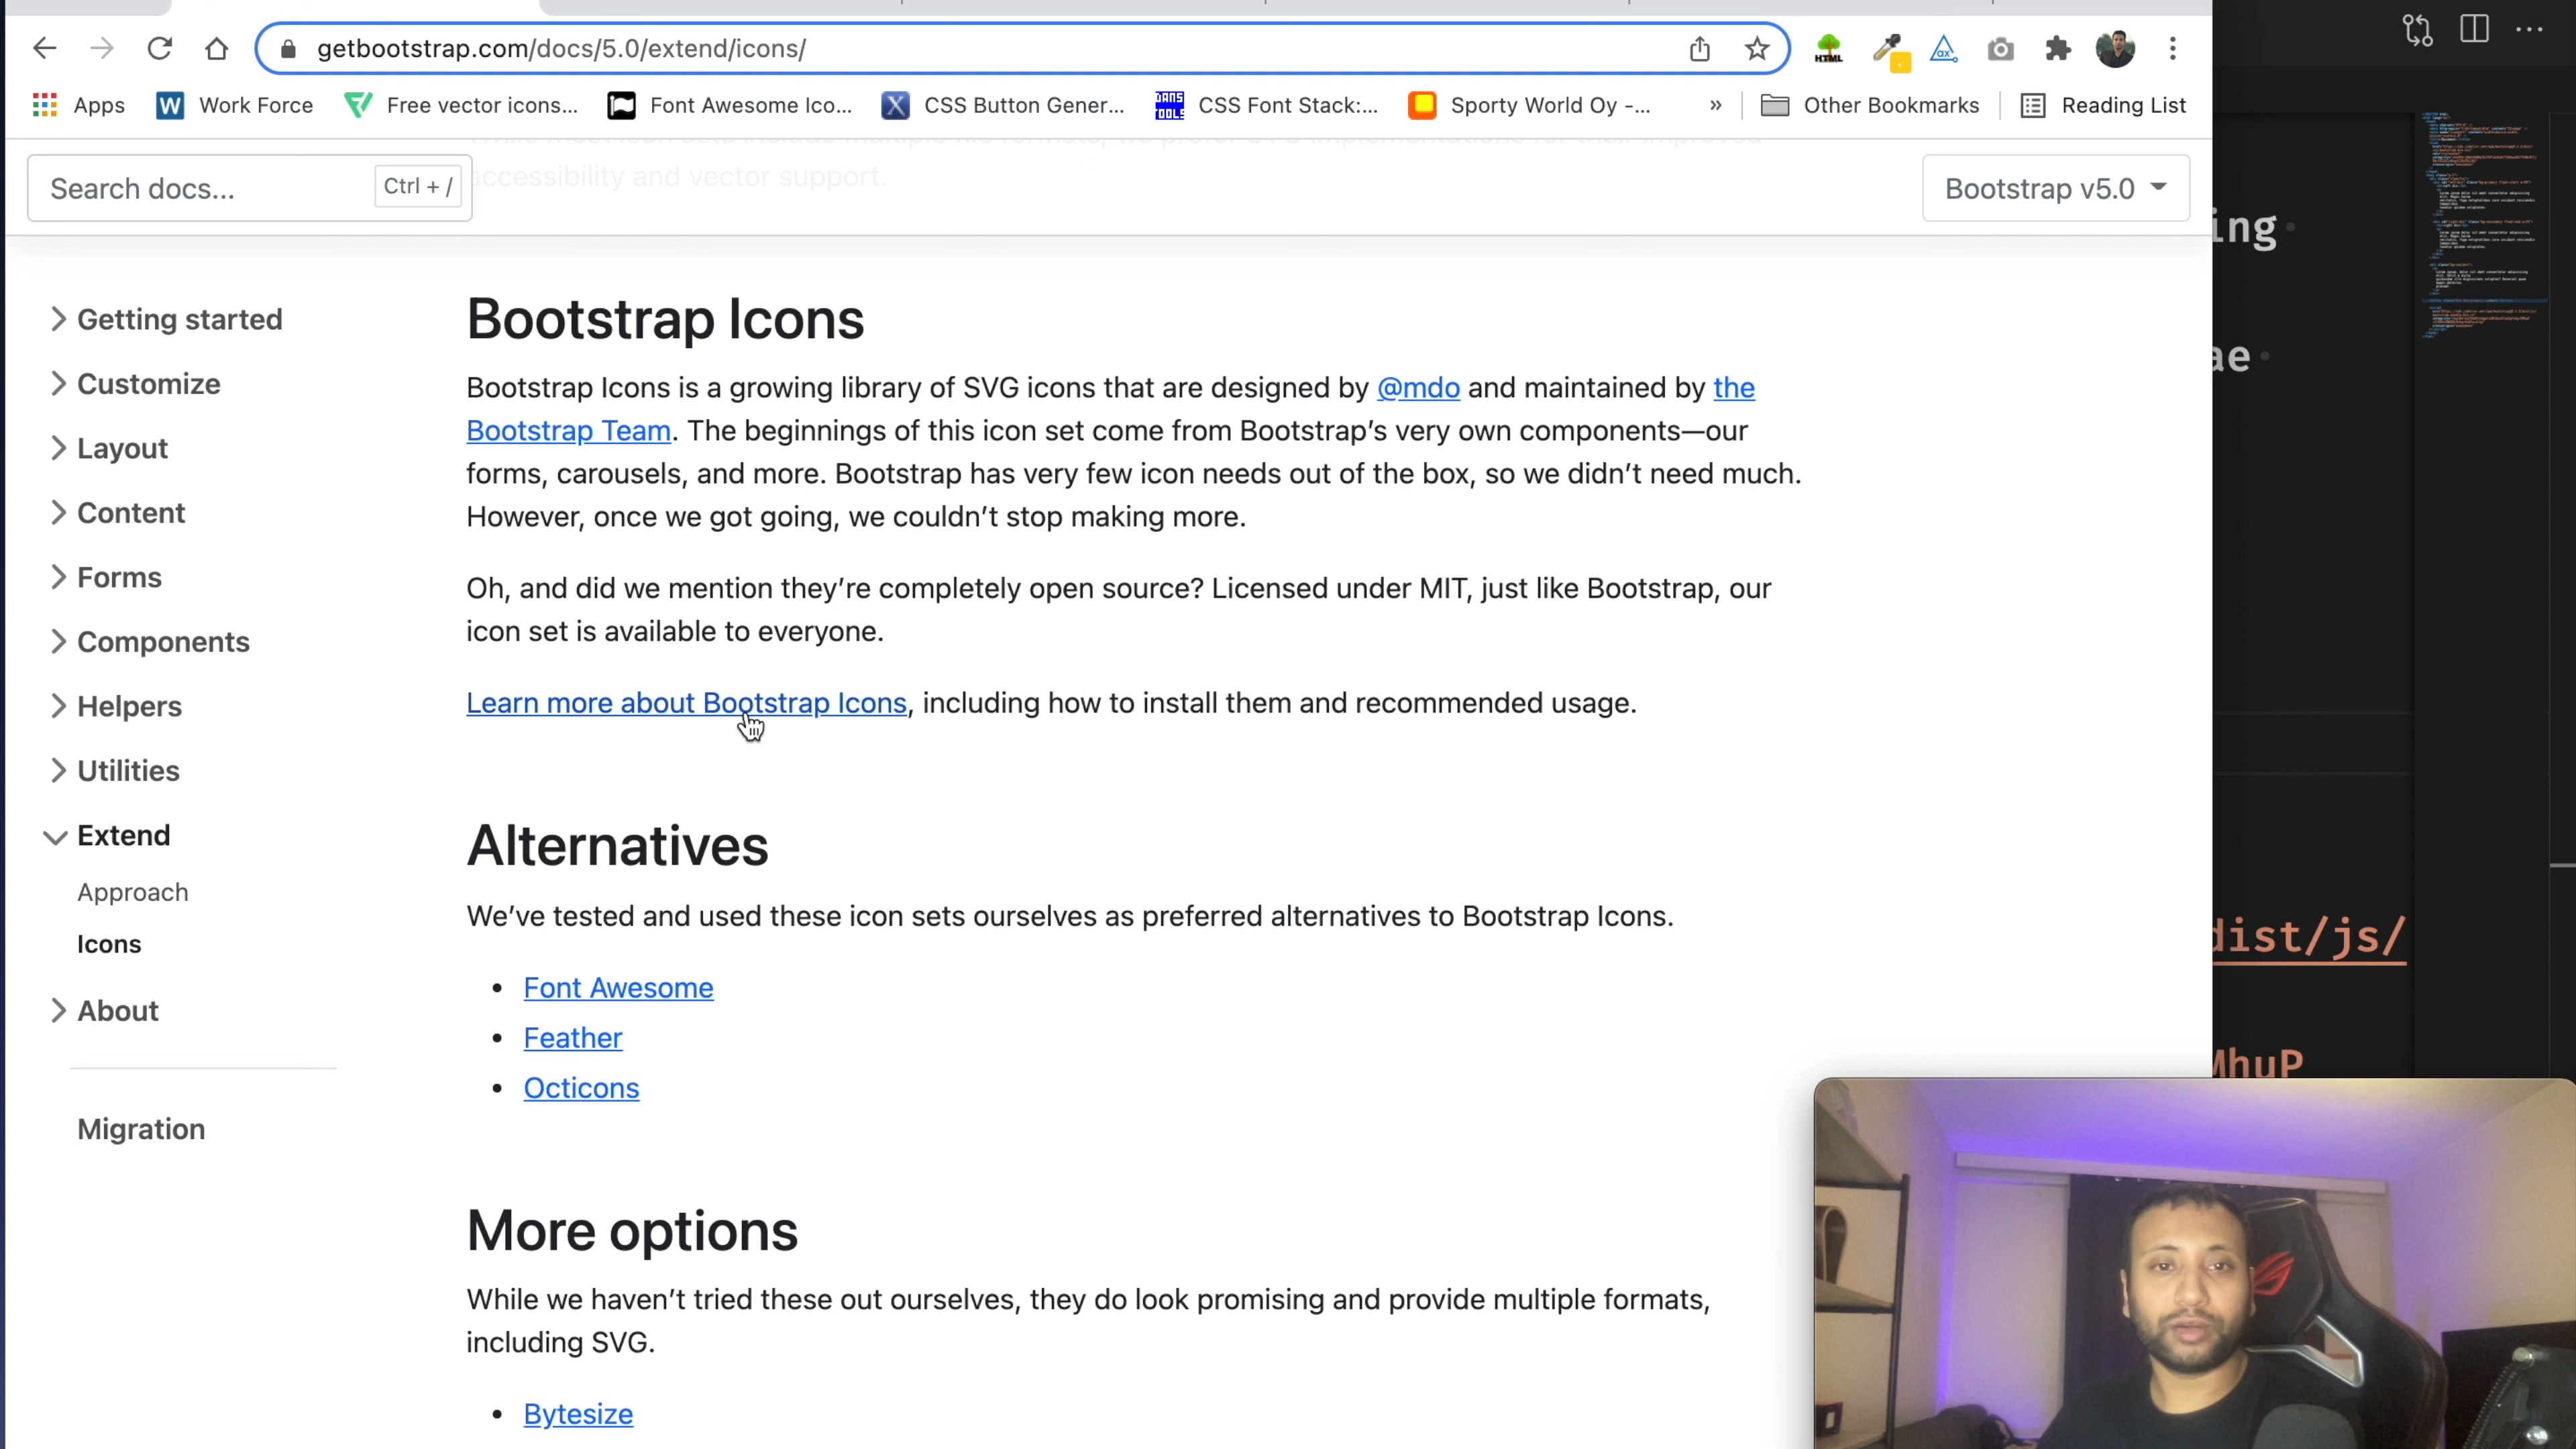 getbootstrap.com/docs/5.0/extend/icons/
HTML
Apps
Work Force
Free vector icons...
Font Awesome Ico...
CSS Button Gener...
CSS Font Stack:...
Sporty World Oy -...
»
Other Bookmarks
Reading List
Search docs...
Ctrl + /
accessibility and vector support.
Bootstrap v5.0
Getting started
Customize
Layout
Content
Forms
Components
Helpers
Utilities
Extend
Approach
Icons
About
Migration
Bootstrap Icons
Bootstrap Icons is a growing library of SVG icons that are designed by @mdo and maintained by the
Bootstrap Team. The beginnings of this icon set come from Bootstrap's very own components—our
forms, carousels, and more. Bootstrap has very few icon needs out of the box, so we didn't need much.
However, once we got going, we couldn't stop making more.
Oh, and did we mention they're completely open source? Licensed under MIT, just like Bootstrap, our
icon set is available to everyone.
Learn more about Bootstrap Icons, including how to install them and recommended usage.
Alternatives
We've tested and used these icon sets ourselves as preferred alternatives to Bootstrap Icons.
• Font Awesome
• Feather
• Octicons
More options
While we haven't tried these out ourselves, they do look promising and provide multiple formats,
including SVG.
• Bytesize
ing
ae
dist/js/
MhuP